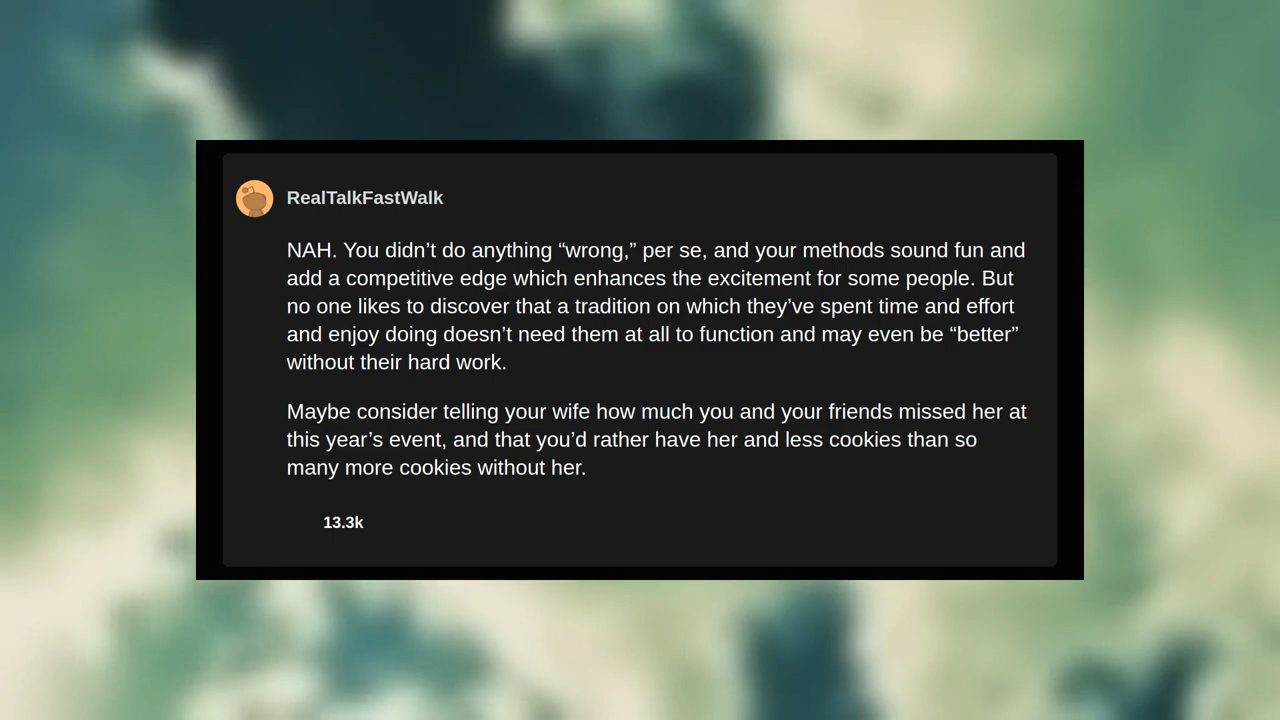 RealTalkFastWalk
NAH. You didn’t do anything “wrong,” per se, and your methods sound fun and
add a competitive edge which enhances the excitement for some people. But
no one likes to discover that a tradition on which they’ve spent time and effort
and enjoy doing doesn’t need them at all to function and may even be “better”
without their hard work.
Maybe consider telling your wife how much you and your friends missed her at
this year’s event, and that you’d rather have her and less cookies than so
many more cookies without her.
13.3k